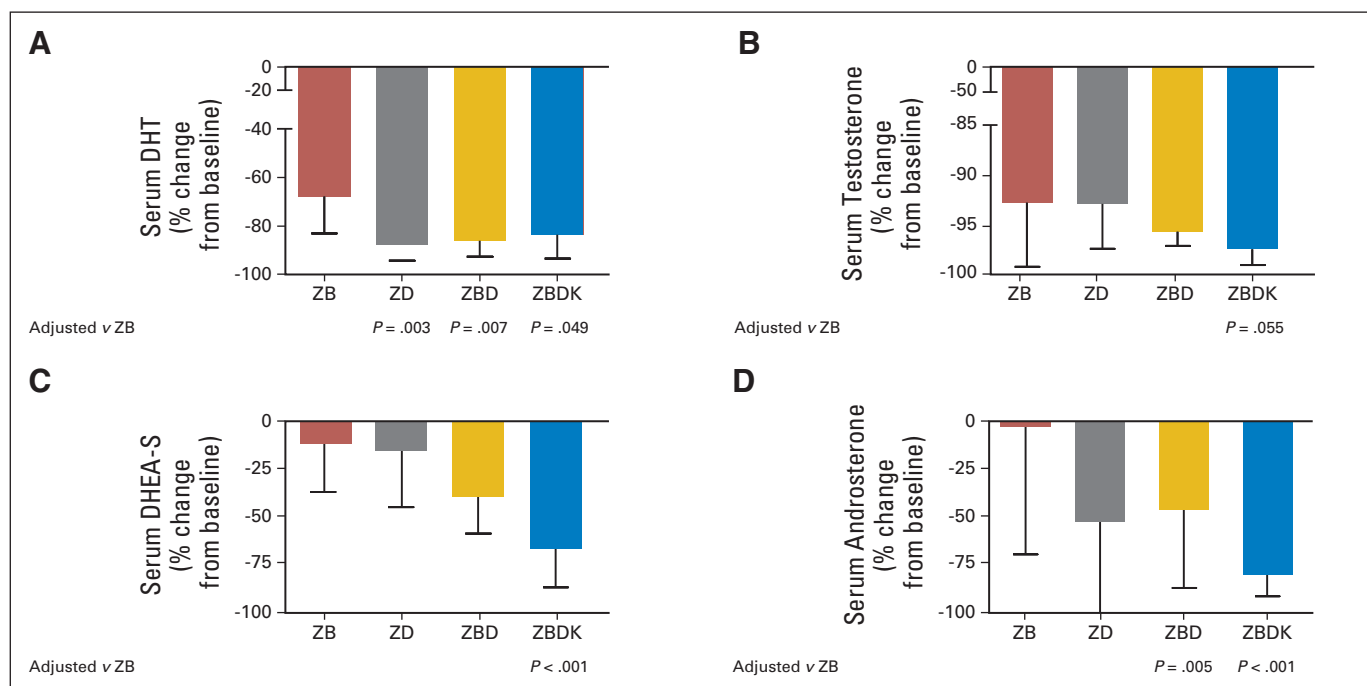 A
Serum DHT
(% change
from baseline)
0
-20
-40
-60
-80
-100
ZB ZD ZBD ZBDK
Adjusted v ZB P = .003 P = .007 P = .049
B
Serum Testosterone
(% change
from baseline)
0
-50
-85
-90
-95
-100
ZB ZD ZBD ZBDK
Adjusted v ZB P = .055
C
Serum DHEA-S
(% change
from baseline)
0
-25
-50
-75
-100
ZB ZD ZBD ZBDK
Adjusted v ZB P < .001
D
Serum Androsterone
(% change
from baseline)
0
-25
-50
-75
-100
ZB ZD ZBD ZBDK
Adjusted v ZB P = .005 P < .001